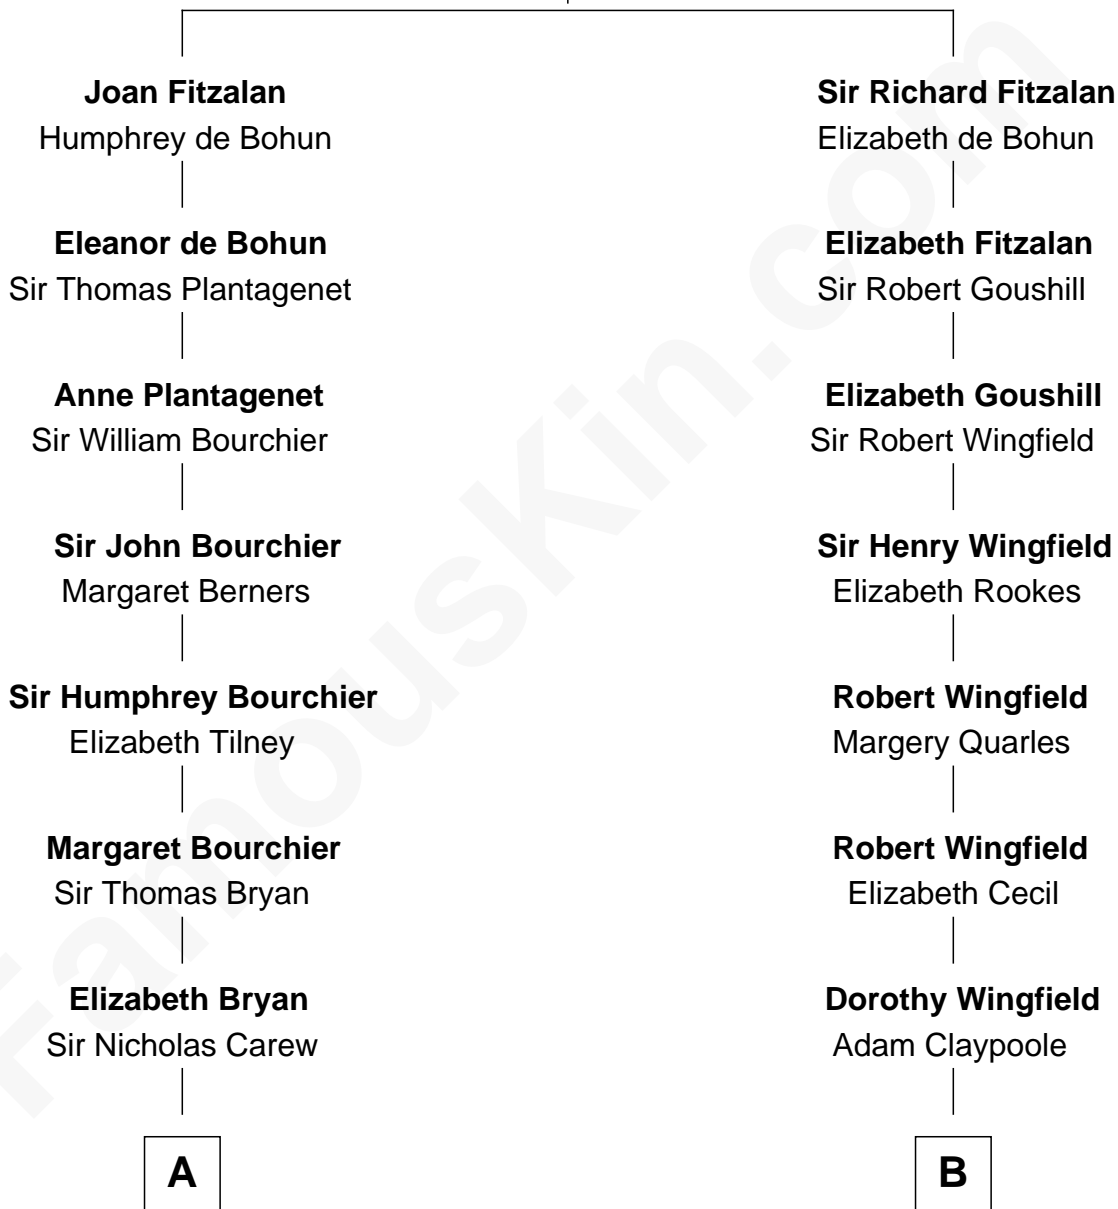 Joan Fitzalan
Humphrey de Bohun
Eleanor de Bohun
Sir Thomas Plantagenet
Anne Plantagenet
Sir William Bourchier
Sir John Bourchier
Margaret Berners
Sir Humphrey Bourchier
Elizabeth Tilney
Margaret Bourchier
Sir Thomas Bryan
Elizabeth Bryan
Sir Nicholas Carew
A
Sir Richard Fitzalan
Elizabeth de Bohun
Elizabeth Fitzalan
Sir Robert Goushill
Elizabeth Goushill
Sir Robert Wingfield
Sir Henry Wingfield
Elizabeth Rookes
Robert Wingfield
Margery Quarles
Robert Wingfield
Elizabeth Cecil
Dorothy Wingfield
Adam Claypoole
B
FamousKin.com